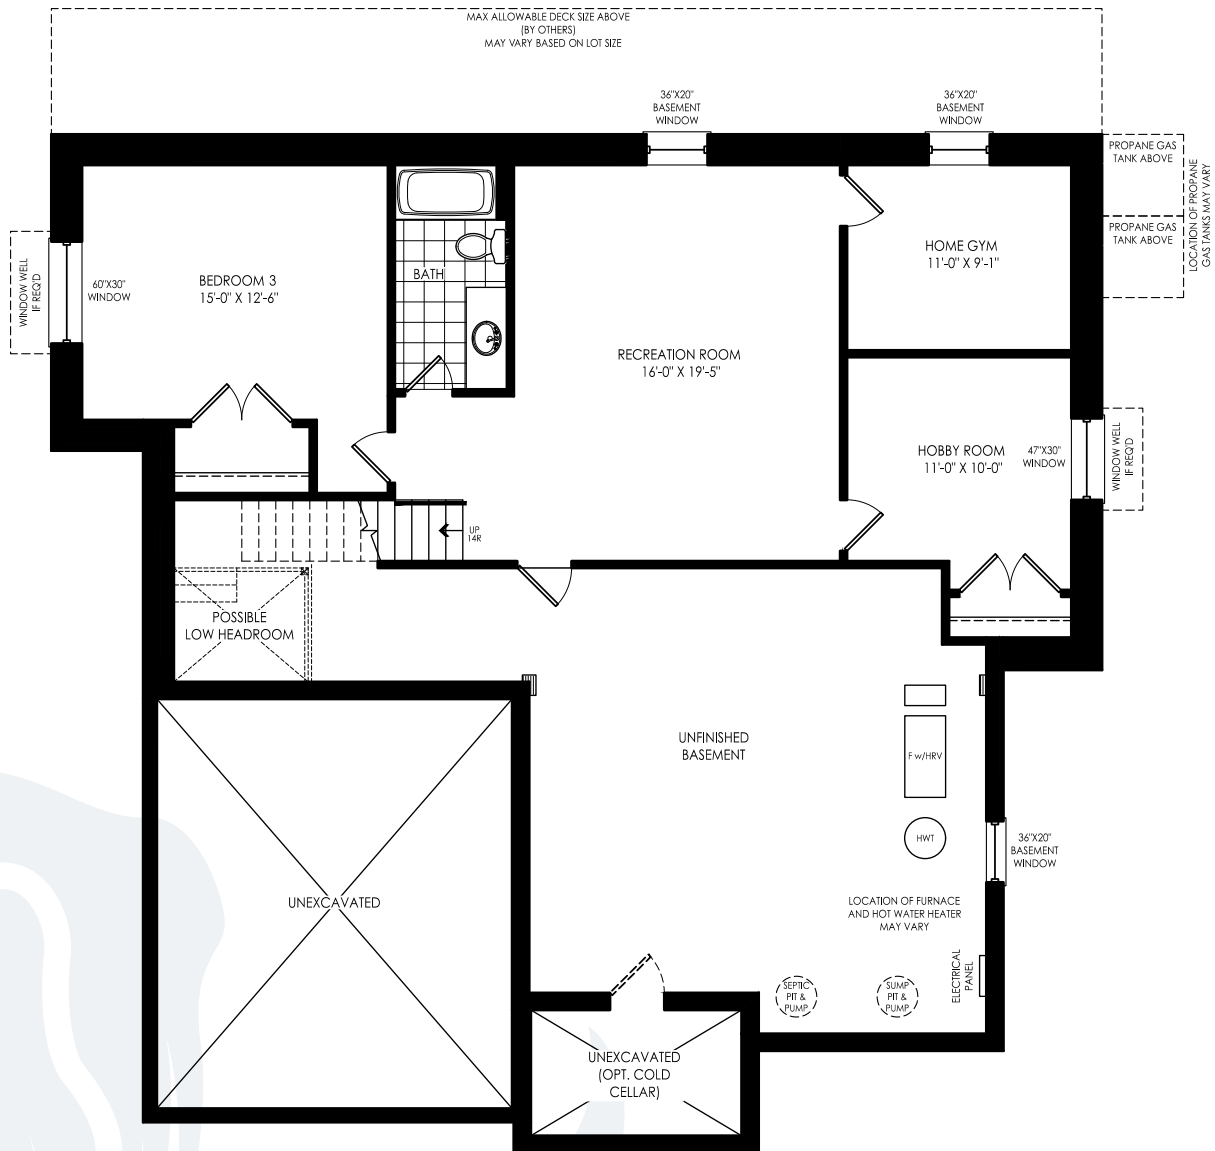 MAX ALLOWABLE DECK SIZE ABOVE
(BY OTHERS)
MAY VARY BASED ON LOT SIZE
36"X20"
BASEMENT
WINDOW
36"X20"
BASEMENT
WINDOW
PROPANE GAS
TANK ABOVE
PROPANE GAS
TANK ABOVE
LOCATION OF PROPANE
GAS TANKS MAY VARY
WINDOW WELL
IF REQ'D
60"X30"
WINDOW
BEDROOM 3
15'-0" X 12'-6"
BATH
RECREATION ROOM
16'-0" X 19'-5"
HOME GYM
11'-0" X 9'-1"
HOBBY ROOM
11'-0" X 10'-0"
47"X30"
WINDOW
WINDOW WELL
IF REQ'D
UP
14R
POSSIBLE
LOW HEADROOM
UNFINISHED
BASEMENT
F w/HRV
HWT
36"X20"
BASEMENT
WINDOW
UNEXCAVATED
LOCATION OF FURNACE
AND HOT WATER HEATER
MAY VARY
ELECTRICAL
PANEL
SEPTIC
PIT &
PUMP
SUMP
PIT &
PUMP
UNEXCAVATED
(OPT. COLD
CELLAR)